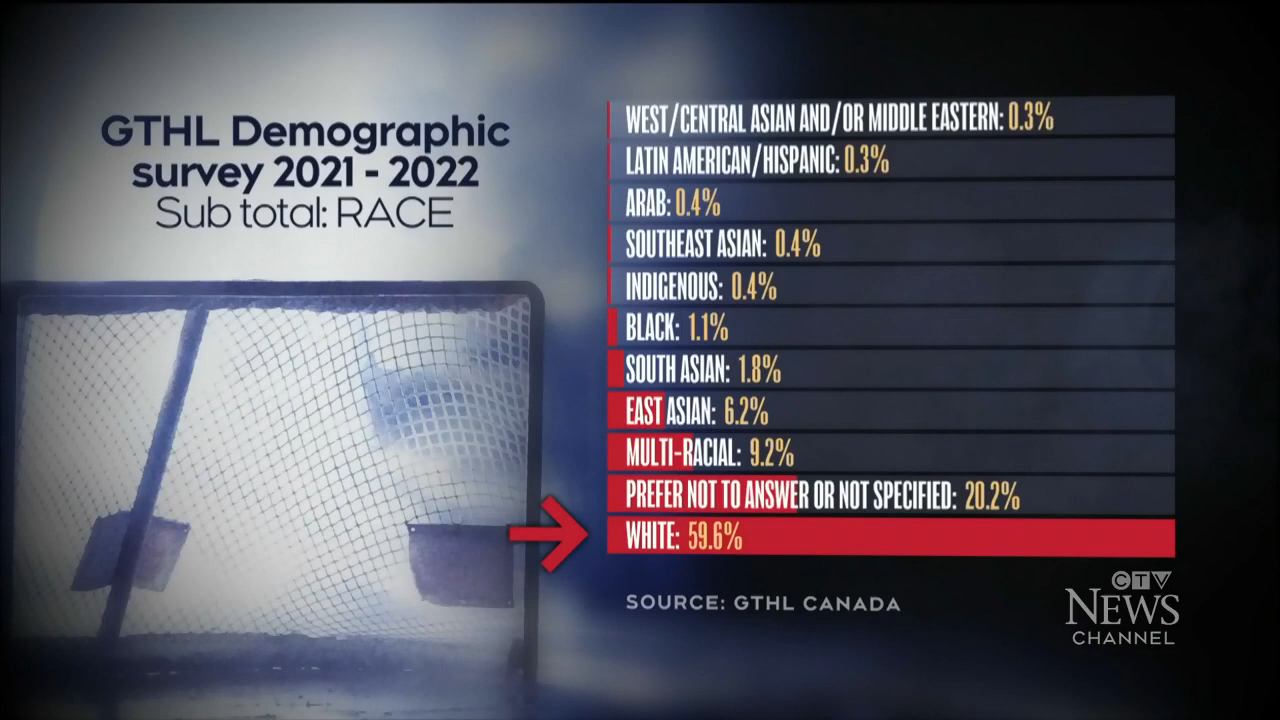 GTHL Demographic
survey 2021 - 2022
Sub total: RACE
WEST/CENTRAL ASIAN AND/OR MIDDLE EASTERN: 0.3%
LATIN AMERICAN/HISPANIC: 0.3%
ARAB: 0.4%
SOUTHEAST ASIAN: 0.4%
INDIGENOUS: 0.4%
BLACK: 1.1%
SOUTH ASIAN: 1.8%
EAST ASIAN: 6.2%
MULTI-RACIAL: 9.2%
PREFER NOT TO ANSWER OR NOT SPECIFIED: 20.2%
WHITE: 59.6%
SOURCE: GTHL CANADA
CTV
NEWS
CHANNEL